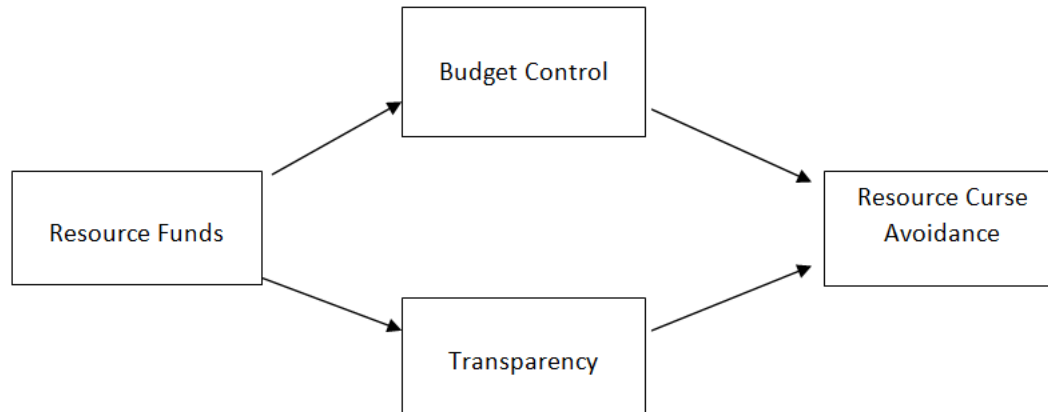 Budget Control
Resource Funds
Resource Curse
Avoidance
Transparency